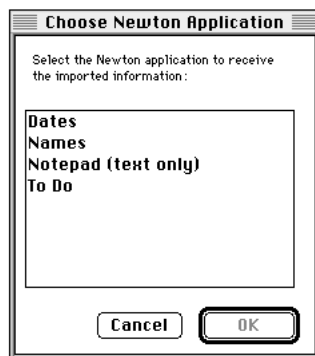 Choose Newton Application
Select the Newton application to receive
the imported information:
Dates
Names
Notepad (text only)
To Do
Cancel
OK